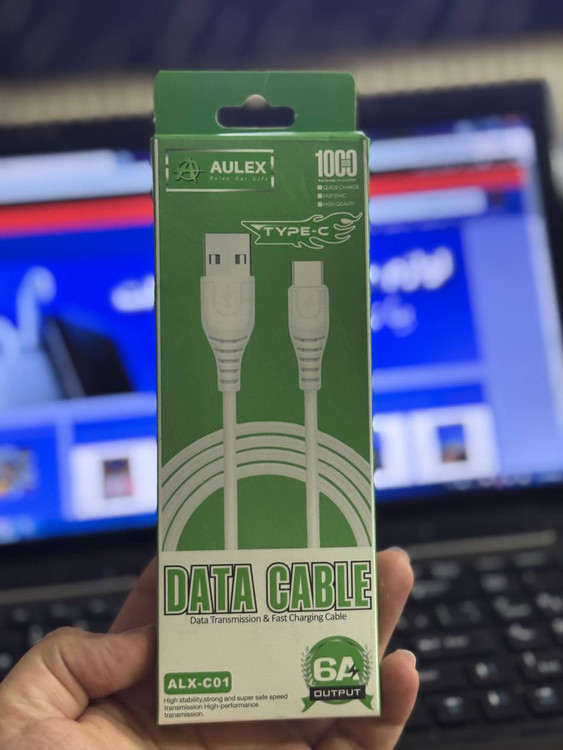 AULEX
Rules Our Life
1000
QUICK CHARGE
FAST SYNC
HIGH QUALITY
TYPE-C
DATA CABLE
Data Transmission & Fast Charging Cable
6A
OUTPUT
ALX-C01
High stability,strong and super safe speed
transmission High-performance
transmission.